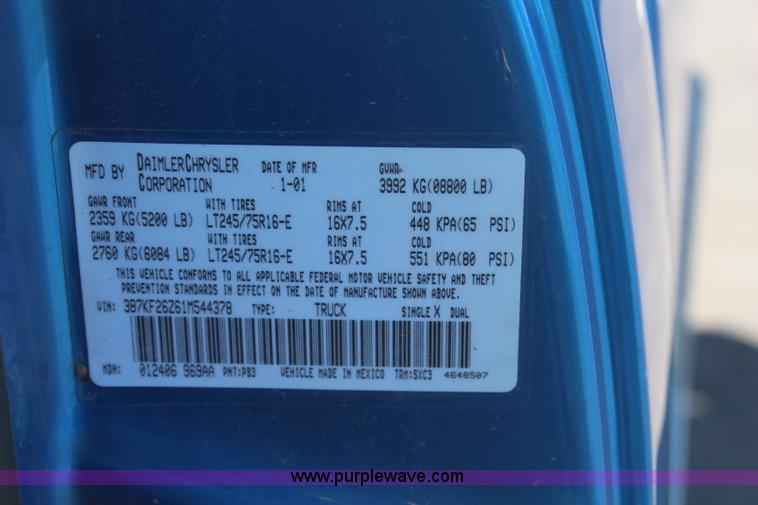 MFD BY DAIMLERCHRYSLER CORPORATION DATE OF MFR 1-01 GVWR 3992 KG(08800 LB)
GAWR FRONT WITH TIRES RIMS AT COLD
2359 KG(5200 LB) LT245/75R16-E 16X7.5 448 KPA(65 PSI)
GAWR REAR WITH TIRES RIMS AT COLD
2760 KG(6084 LB) LT245/75R16-E 16X7.5 551 KPA(80 PSI)
THIS VEHICLE CONFORMS TO ALL APPLICABLE FEDERAL MOTOR VEHICLE SAFETY AND THEFT
PREVENTION STANDARDS IN EFFECT ON THE DATE OF MANUFACTURE SHOWN ABOVE.
VIN: 3B7KF26Z61M544378 TYPE: TRUCK SINGLE X DUAL
MDH: 012406 969AA PNT:PB3 VEHICLE MADE IN MEXICO TRM:SXC3 4648507
www.purplewave.com